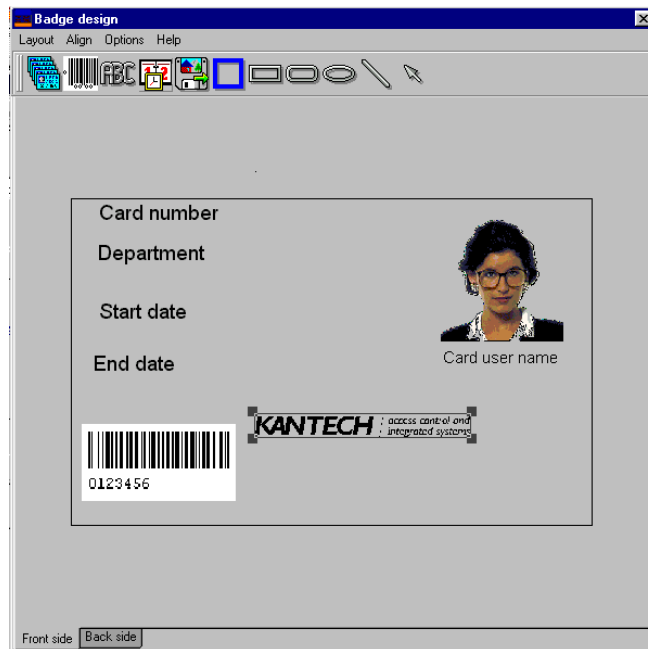 Badge design
Layout Align Options Help
ABC
Card number
Department
Start date
End date
Card user name
KANTECH access control and
integrated systems
0123456
Front side Back side